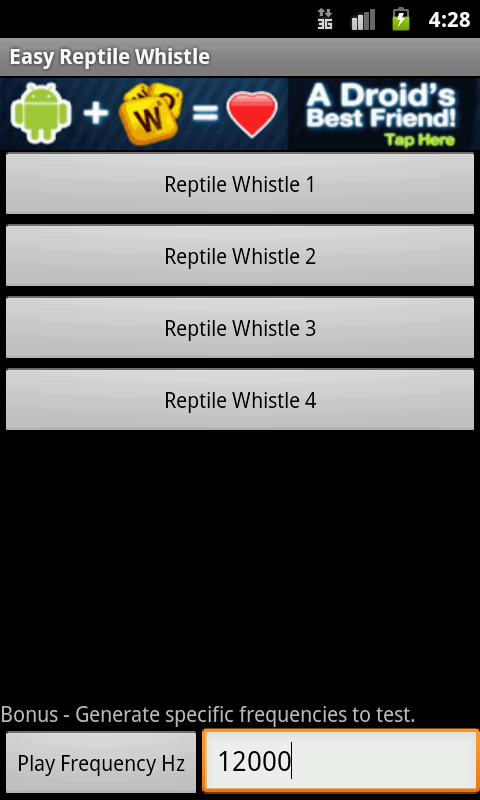 3G 4:28
Easy Reptile Whistle
+ W = A Droid's
Best Friend!
Tap Here
Reptile Whistle 1
Reptile Whistle 2
Reptile Whistle 3
Reptile Whistle 4
Bonus - Generate specific frequencies to test.
Play Frequency Hz 12000